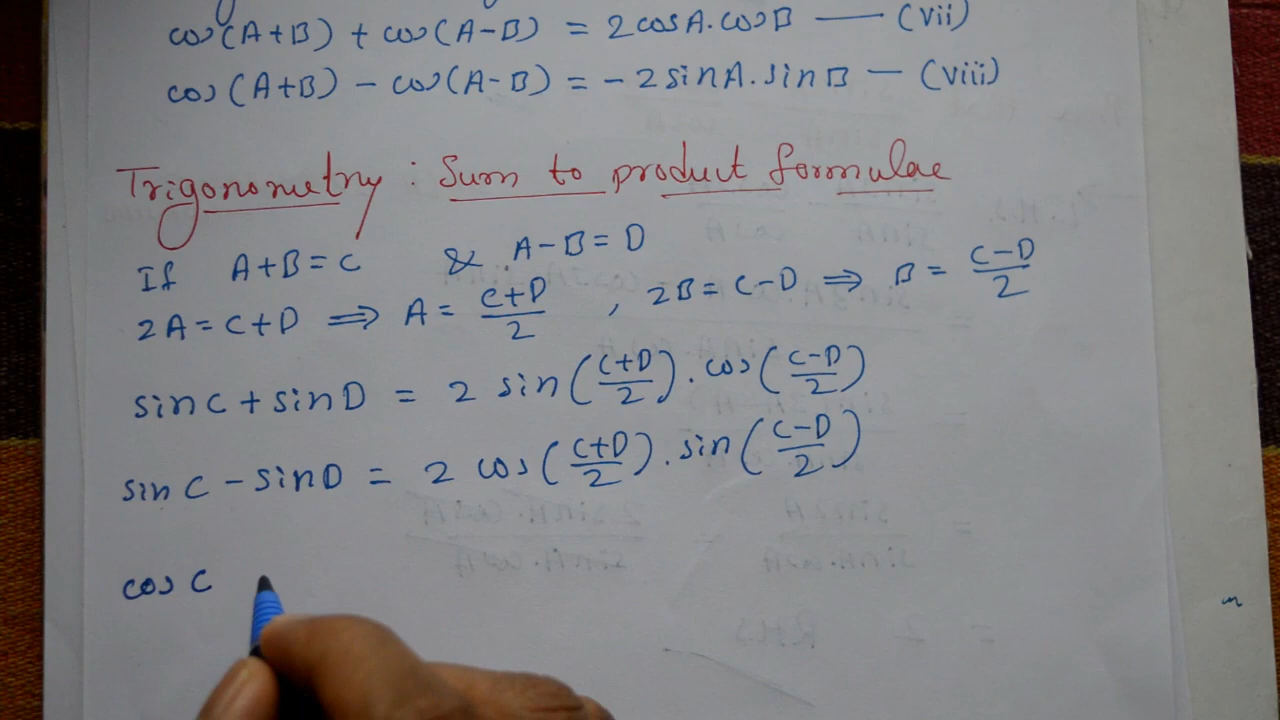 cos(A+B) + cos(A-B) = 2cosA.cosB — (vii)
cos(A+B) - cos(A-B) = -2sinA.sinB — (viii)
Trigonometry : Sum to product formulae
If A+B=C & A-B=D
2A=C+D ⇒ A= (C+D)/2 , 2B=C-D ⇒ B= (C-D)/2
sinC+sinD = 2 sin((C+D)/2).cos((C-D)/2)
sinC-sinD = 2 cos((C+D)/2).sin((C-D)/2)
cos C